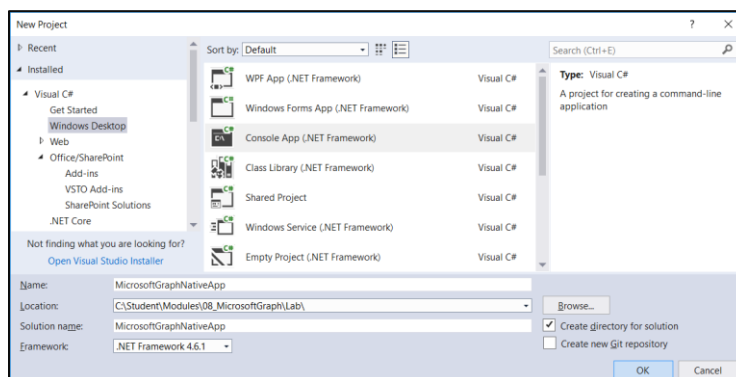 New Project
? ×
Recent
Installed
Visual C#
Get Started
Windows Desktop
Web
Office/SharePoint
Add-ins
VSTO Add-ins
SharePoint Solutions
.NET Core
Not finding what you are looking for?
Open Visual Studio Installer
Sort by: Default
WPF App (.NET Framework) Visual C#
Windows Forms App (.NET Framework) Visual C#
Console App (.NET Framework) Visual C#
Class Library (.NET Framework) Visual C#
Shared Project Visual C#
Windows Service (.NET Framework) Visual C#
Empty Project (.NET Framework) Visual C#
Search (Ctrl+E)
Type: Visual C#
A project for creating a command-line
application
Name: MicrosoftGraphNativeApp
Location: C:\Student\Modules\08_MicrosoftGraph\Lab\ Browse...
Solution name: MicrosoftGraphNativeApp
Create directory for solution
Framework: .NET Framework 4.6.1
Create new Git repository
OK Cancel